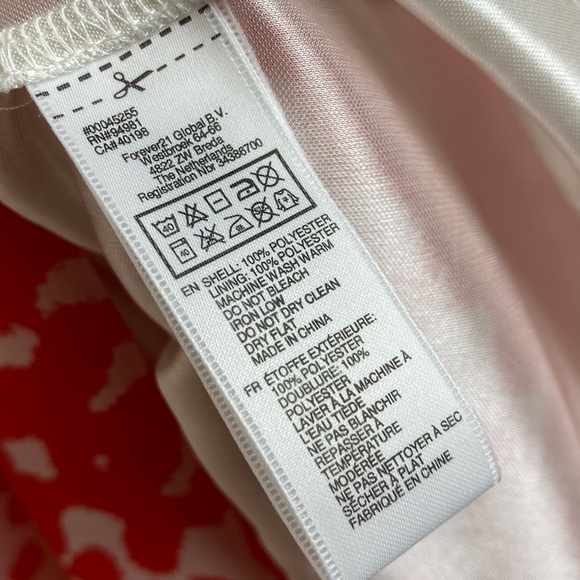 #00045255
RN#94993
CA#40198
Forever21 Global B.V.
Westbroek 64-66
4822 ZW Breda
The Netherlands
Registration Nbr 34388700
40
40
EN SHELL: 100% POLYESTER
LINING: 100% POLYESTER
MACHINE WASH WARM
DO NOT BLEACH
IRON LOW
DO NOT DRY CLEAN
DRY FLAT
MADE IN CHINA
FR ÉTOFFE EXTÉRIEURE:
100% POLYESTER
DOUBLURE: 100%
POLYESTER
LAVER À LA MACHINE À
L'EAU TIÈDE
NE PAS BLANCHIR
REPASSER À
TEMPÉRATURE
MODÉRÉE
NE PAS NETTOYER À SEC
SÉCHER À PLAT
FABRIQUÉ EN CHINE